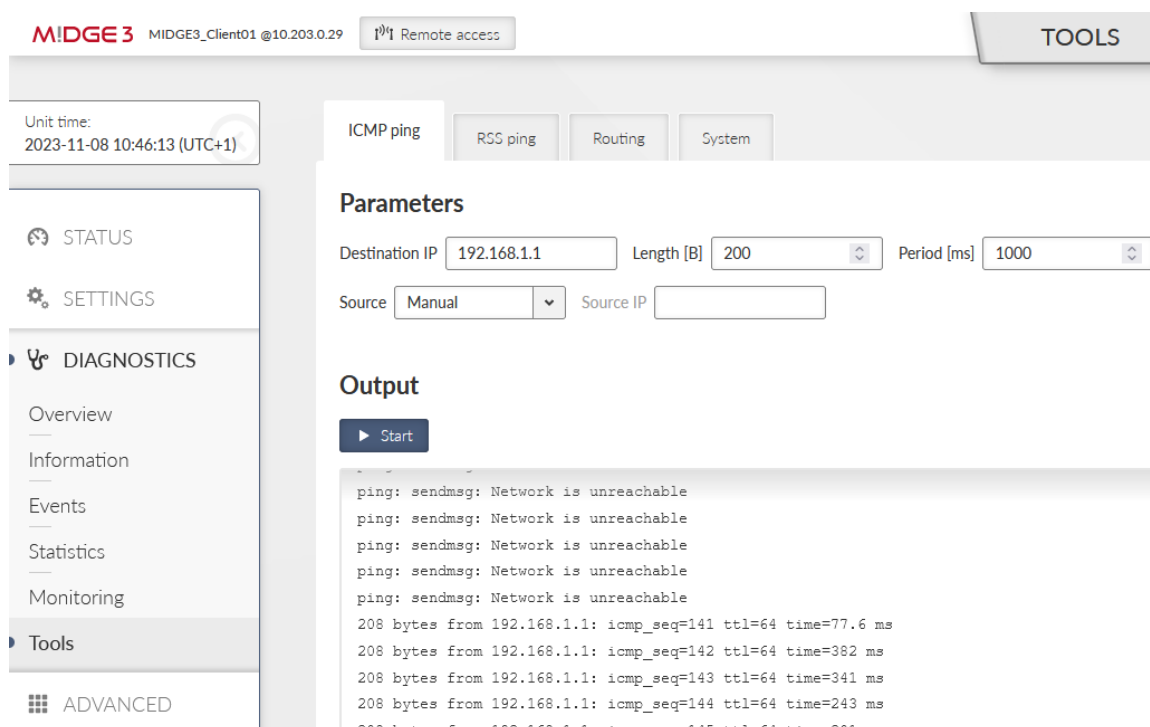 M!DGE 3 MIDGE3_Client01 @10.203.0.29 Remote access TOOLS
Unit time:
2023-11-08 10:46:13 (UTC+1)
ICMP ping RSS ping Routing System
STATUS
SETTINGS
DIAGNOSTICS
Overview
Information
Events
Statistics
Monitoring
Tools
ADVANCED
Parameters
Destination IP 192.168.1.1 Length [B] 200 Period [ms] 1000
Source Manual Source IP
Output
Start
ping: sendmsg: Network is unreachable
ping: sendmsg: Network is unreachable
ping: sendmsg: Network is unreachable
ping: sendmsg: Network is unreachable
ping: sendmsg: Network is unreachable
208 bytes from 192.168.1.1: icmp_seq=141 ttl=64 time=77.6 ms
208 bytes from 192.168.1.1: icmp_seq=142 ttl=64 time=382 ms
208 bytes from 192.168.1.1: icmp_seq=143 ttl=64 time=341 ms
208 bytes from 192.168.1.1: icmp_seq=144 ttl=64 time=243 ms